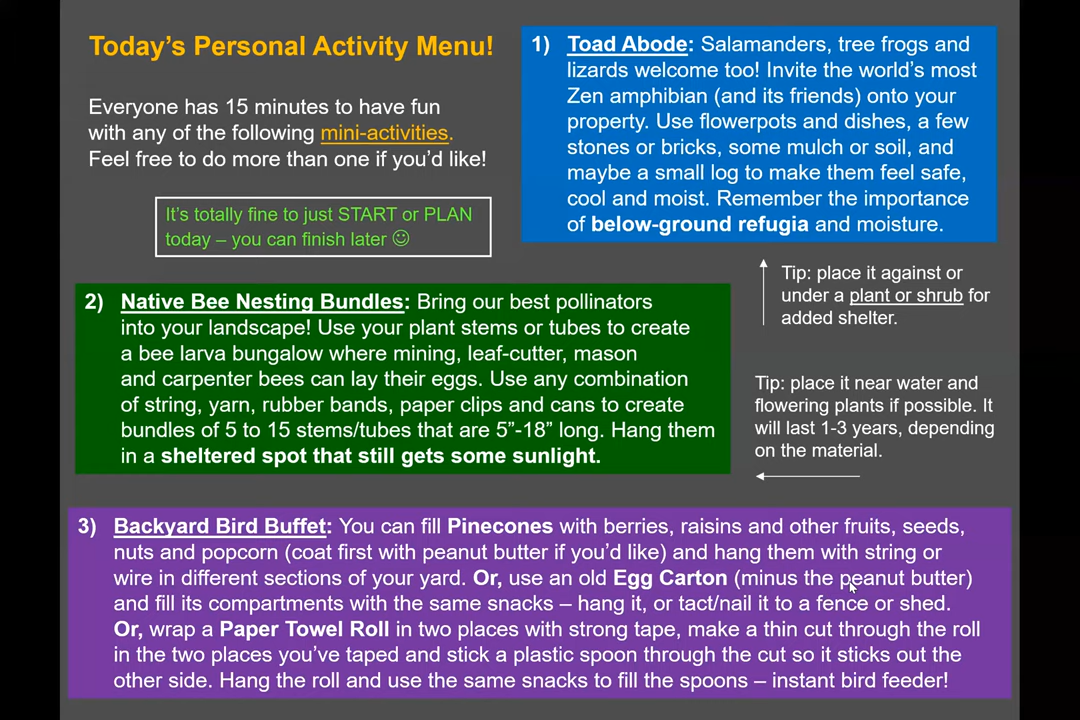 Today's Personal Activity Menu!
Everyone has 15 minutes to have fun
with any of the following mini-activities.
Feel free to do more than one if you'd like!
It's totally fine to just START or PLAN
today – you can finish later ☺
1) Toad Abode: Salamanders, tree frogs and
lizards welcome too! Invite the world's most
Zen amphibian (and its friends) onto your
property. Use flowerpots and dishes, a few
stones or bricks, some mulch or soil, and
maybe a small log to make them feel safe,
cool and moist. Remember the importance
of below-ground refugia and moisture.
Tip: place it against or
under a plant or shrub for
added shelter.
2) Native Bee Nesting Bundles: Bring our best pollinators
into your landscape! Use your plant stems or tubes to create
a bee larva bungalow where mining, leaf-cutter, mason
and carpenter bees can lay their eggs. Use any combination
of string, yarn, rubber bands, paper clips and cans to create
bundles of 5 to 15 stems/tubes that are 5"-18" long. Hang them
in a sheltered spot that still gets some sunlight.
Tip: place it near water and
flowering plants if possible. It
will last 1-3 years, depending
on the material.
3) Backyard Bird Buffet: You can fill Pinecones with berries, raisins and other fruits, seeds,
nuts and popcorn (coat first with peanut butter if you'd like) and hang them with string or
wire in different sections of your yard. Or, use an old Egg Carton (minus the peanut butter)
and fill its compartments with the same snacks – hang it, or tact/nail it to a fence or shed.
Or, wrap a Paper Towel Roll in two places with strong tape, make a thin cut through the roll
in the two places you've taped and stick a plastic spoon through the cut so it sticks out the
other side. Hang the roll and use the same snacks to fill the spoons – instant bird feeder!